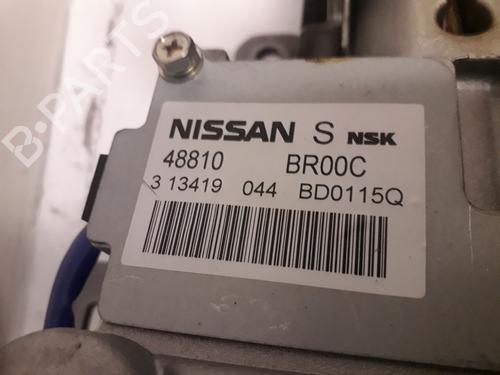 B-PARTS
NISSAN S NSK
48810 BR00C
3 13419 044 BD0115Q